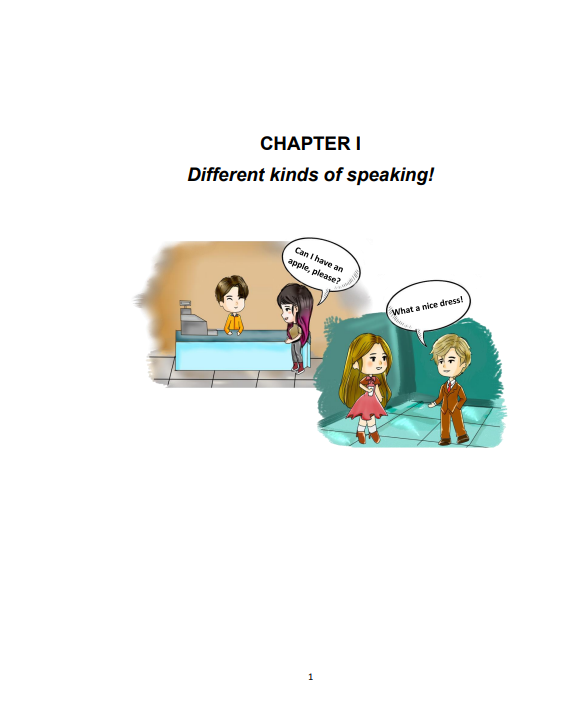 CHAPTER I
Different kinds of speaking!
Can I have an
apple, please?
What a nice dress!
1